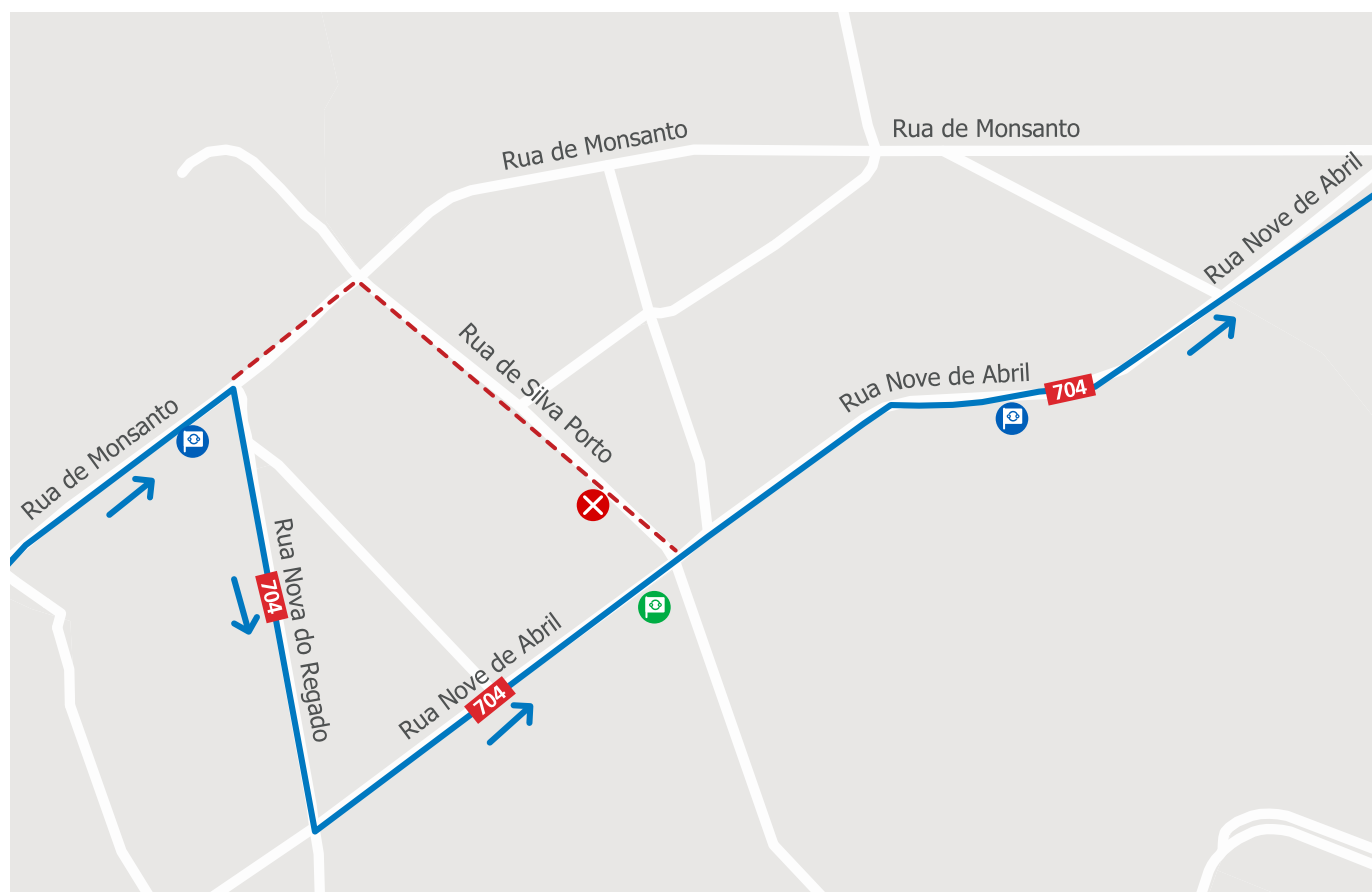 Rua de Monsanto
Rua de Monsanto
Rua Nove de Abril
Rua de Silva Porto
Rua Nove de Abril
704
Rua de Monsanto
Rua Nova do Regado
704
Rua Nove de Abril
704